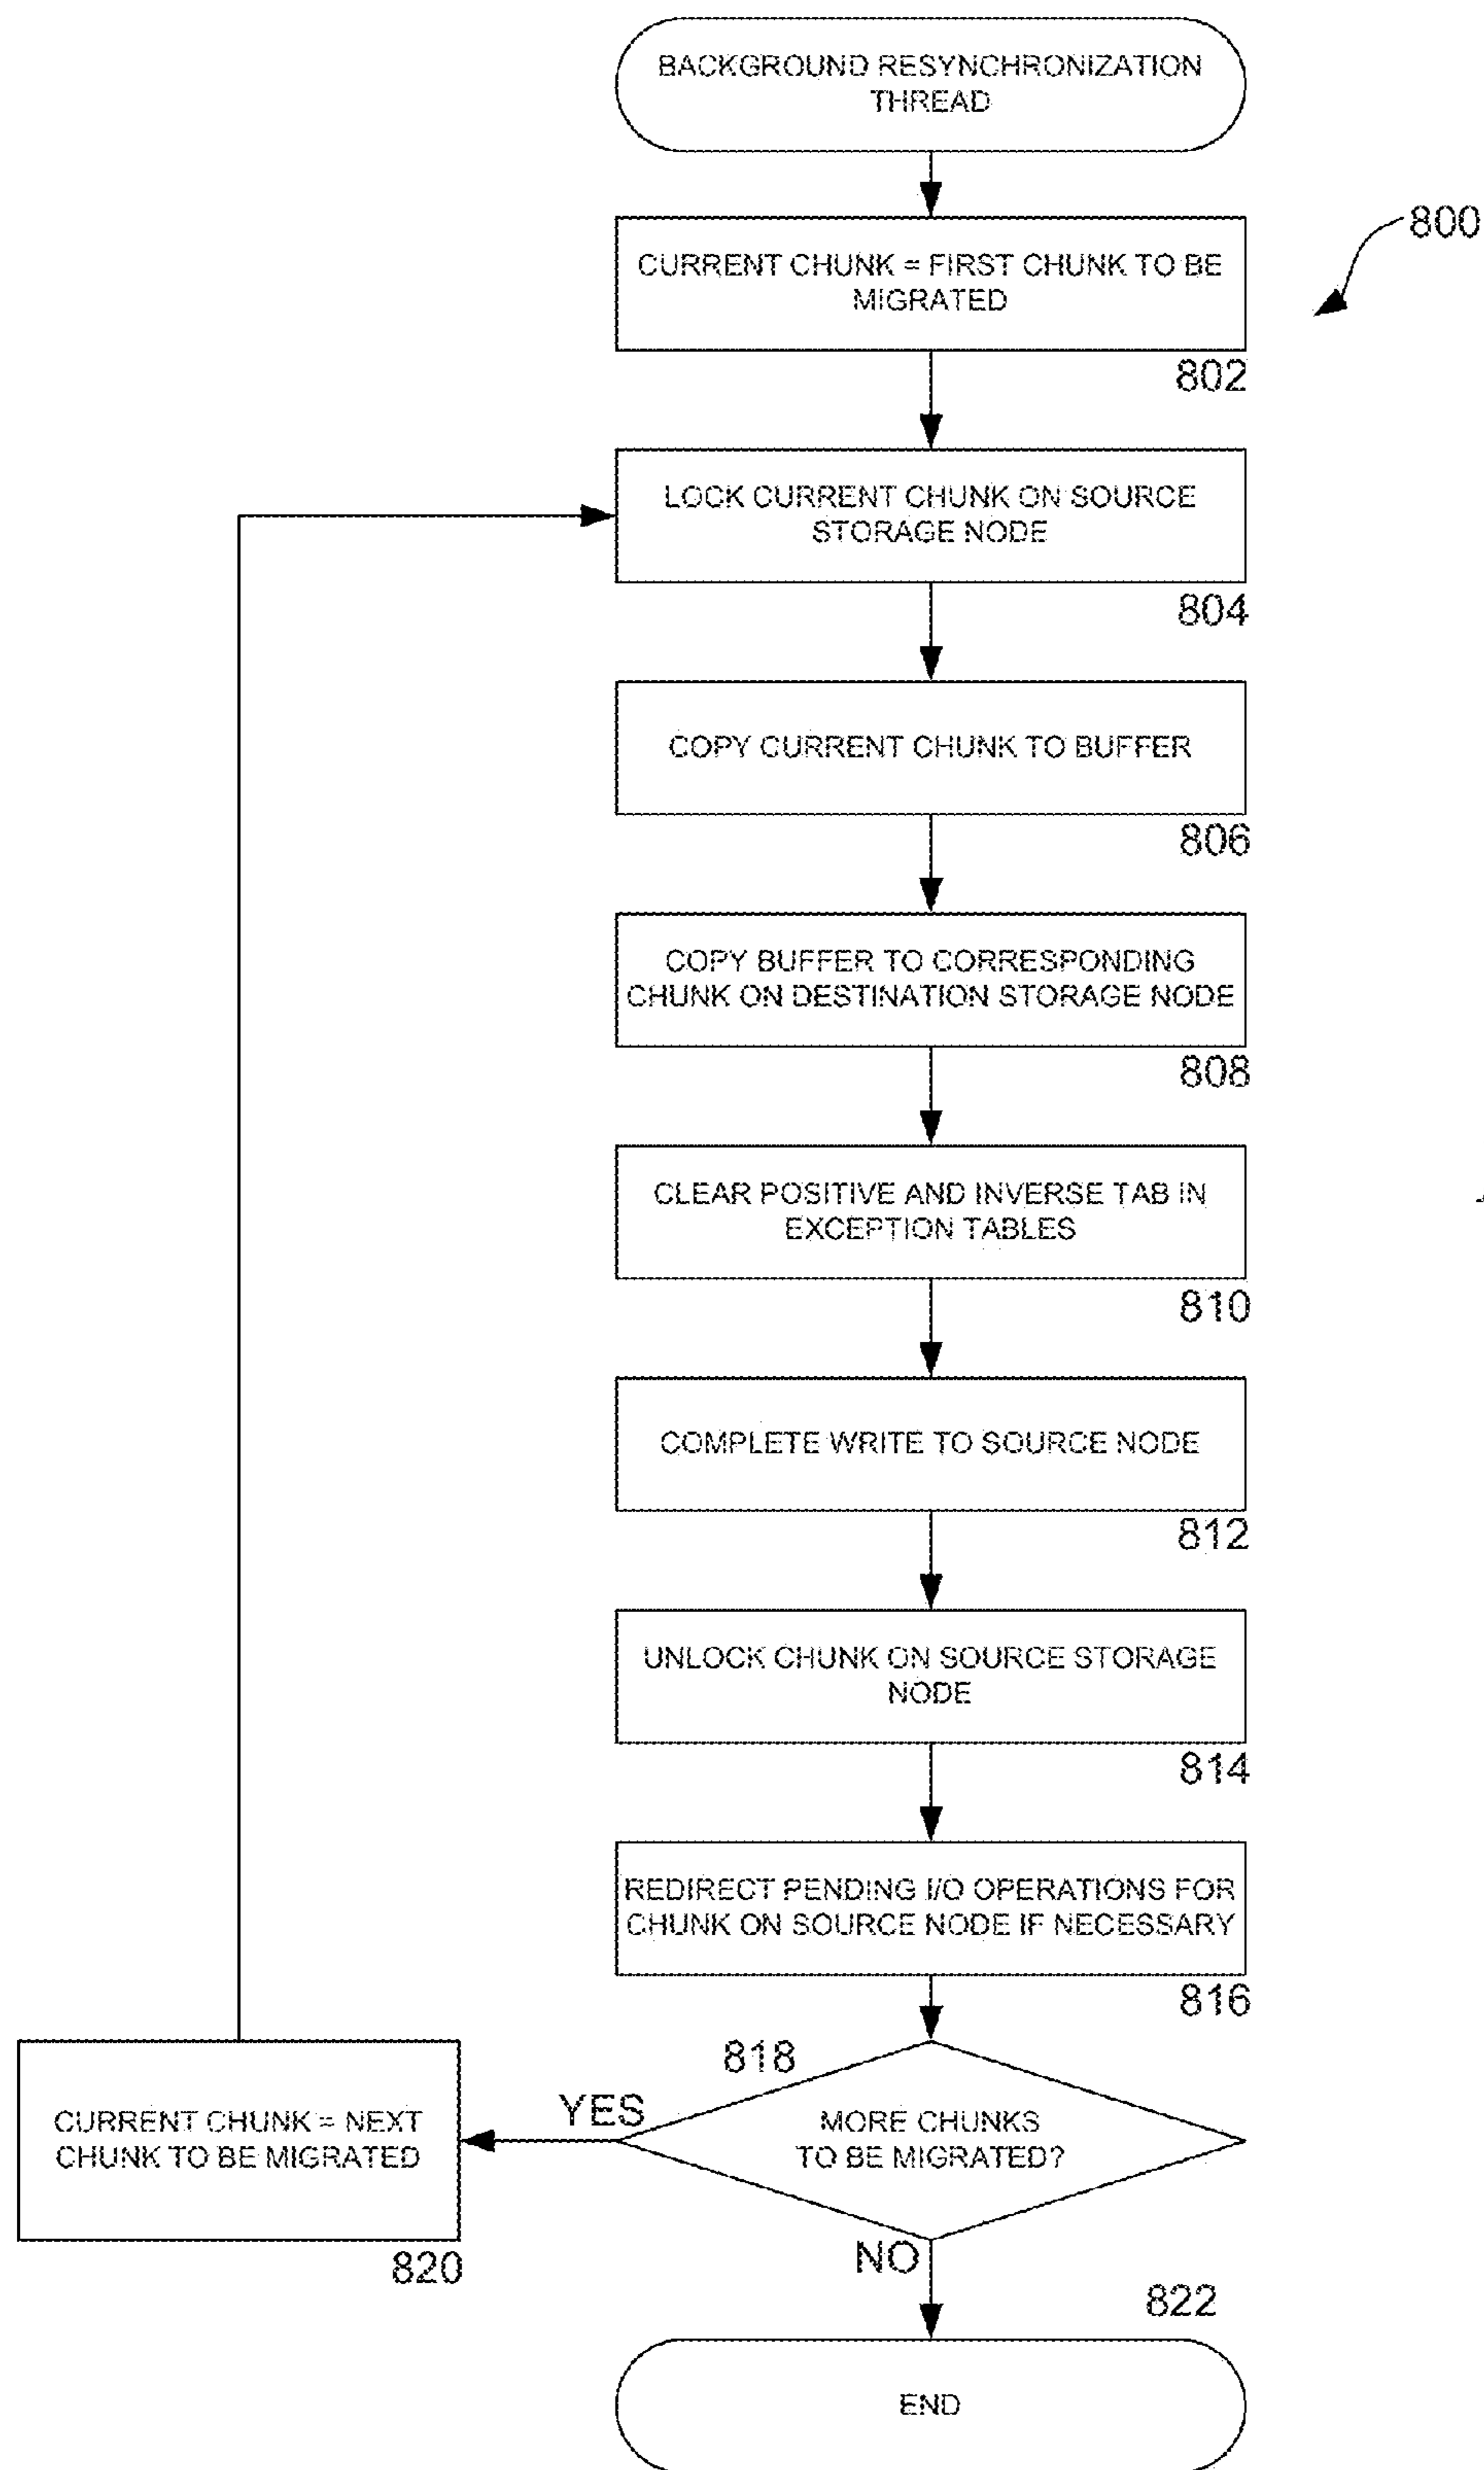 BACKGROUND RESYNCHRONIZATION
THREAD
800
CURRENT CHUNK = FIRST CHUNK TO BE
MIGRATED
802
LOCK CURRENT CHUNK ON SOURCE
STORAGE NODE
804
COPY CURRENT CHUNK TO BUFFER
806
COPY BUFFER TO CORRESPONDING
CHUNK ON DESTINATION STORAGE NODE
808
CLEAR POSITIVE AND INVERSE TAB IN
EXCEPTION TABLES
810
COMPLETE WRITE TO SOURCE NODE
812
UNLOCK CHUNK ON SOURCE STORAGE
NODE
814
REDIRECT PENDING I/O OPERATIONS FOR
CHUNK ON SOURCE NODE IF NECESSARY
816
818
MORE CHUNKS
TO BE MIGRATED?
YES
CURRENT CHUNK = NEXT
CHUNK TO BE MIGRATED
820
NO
822
END